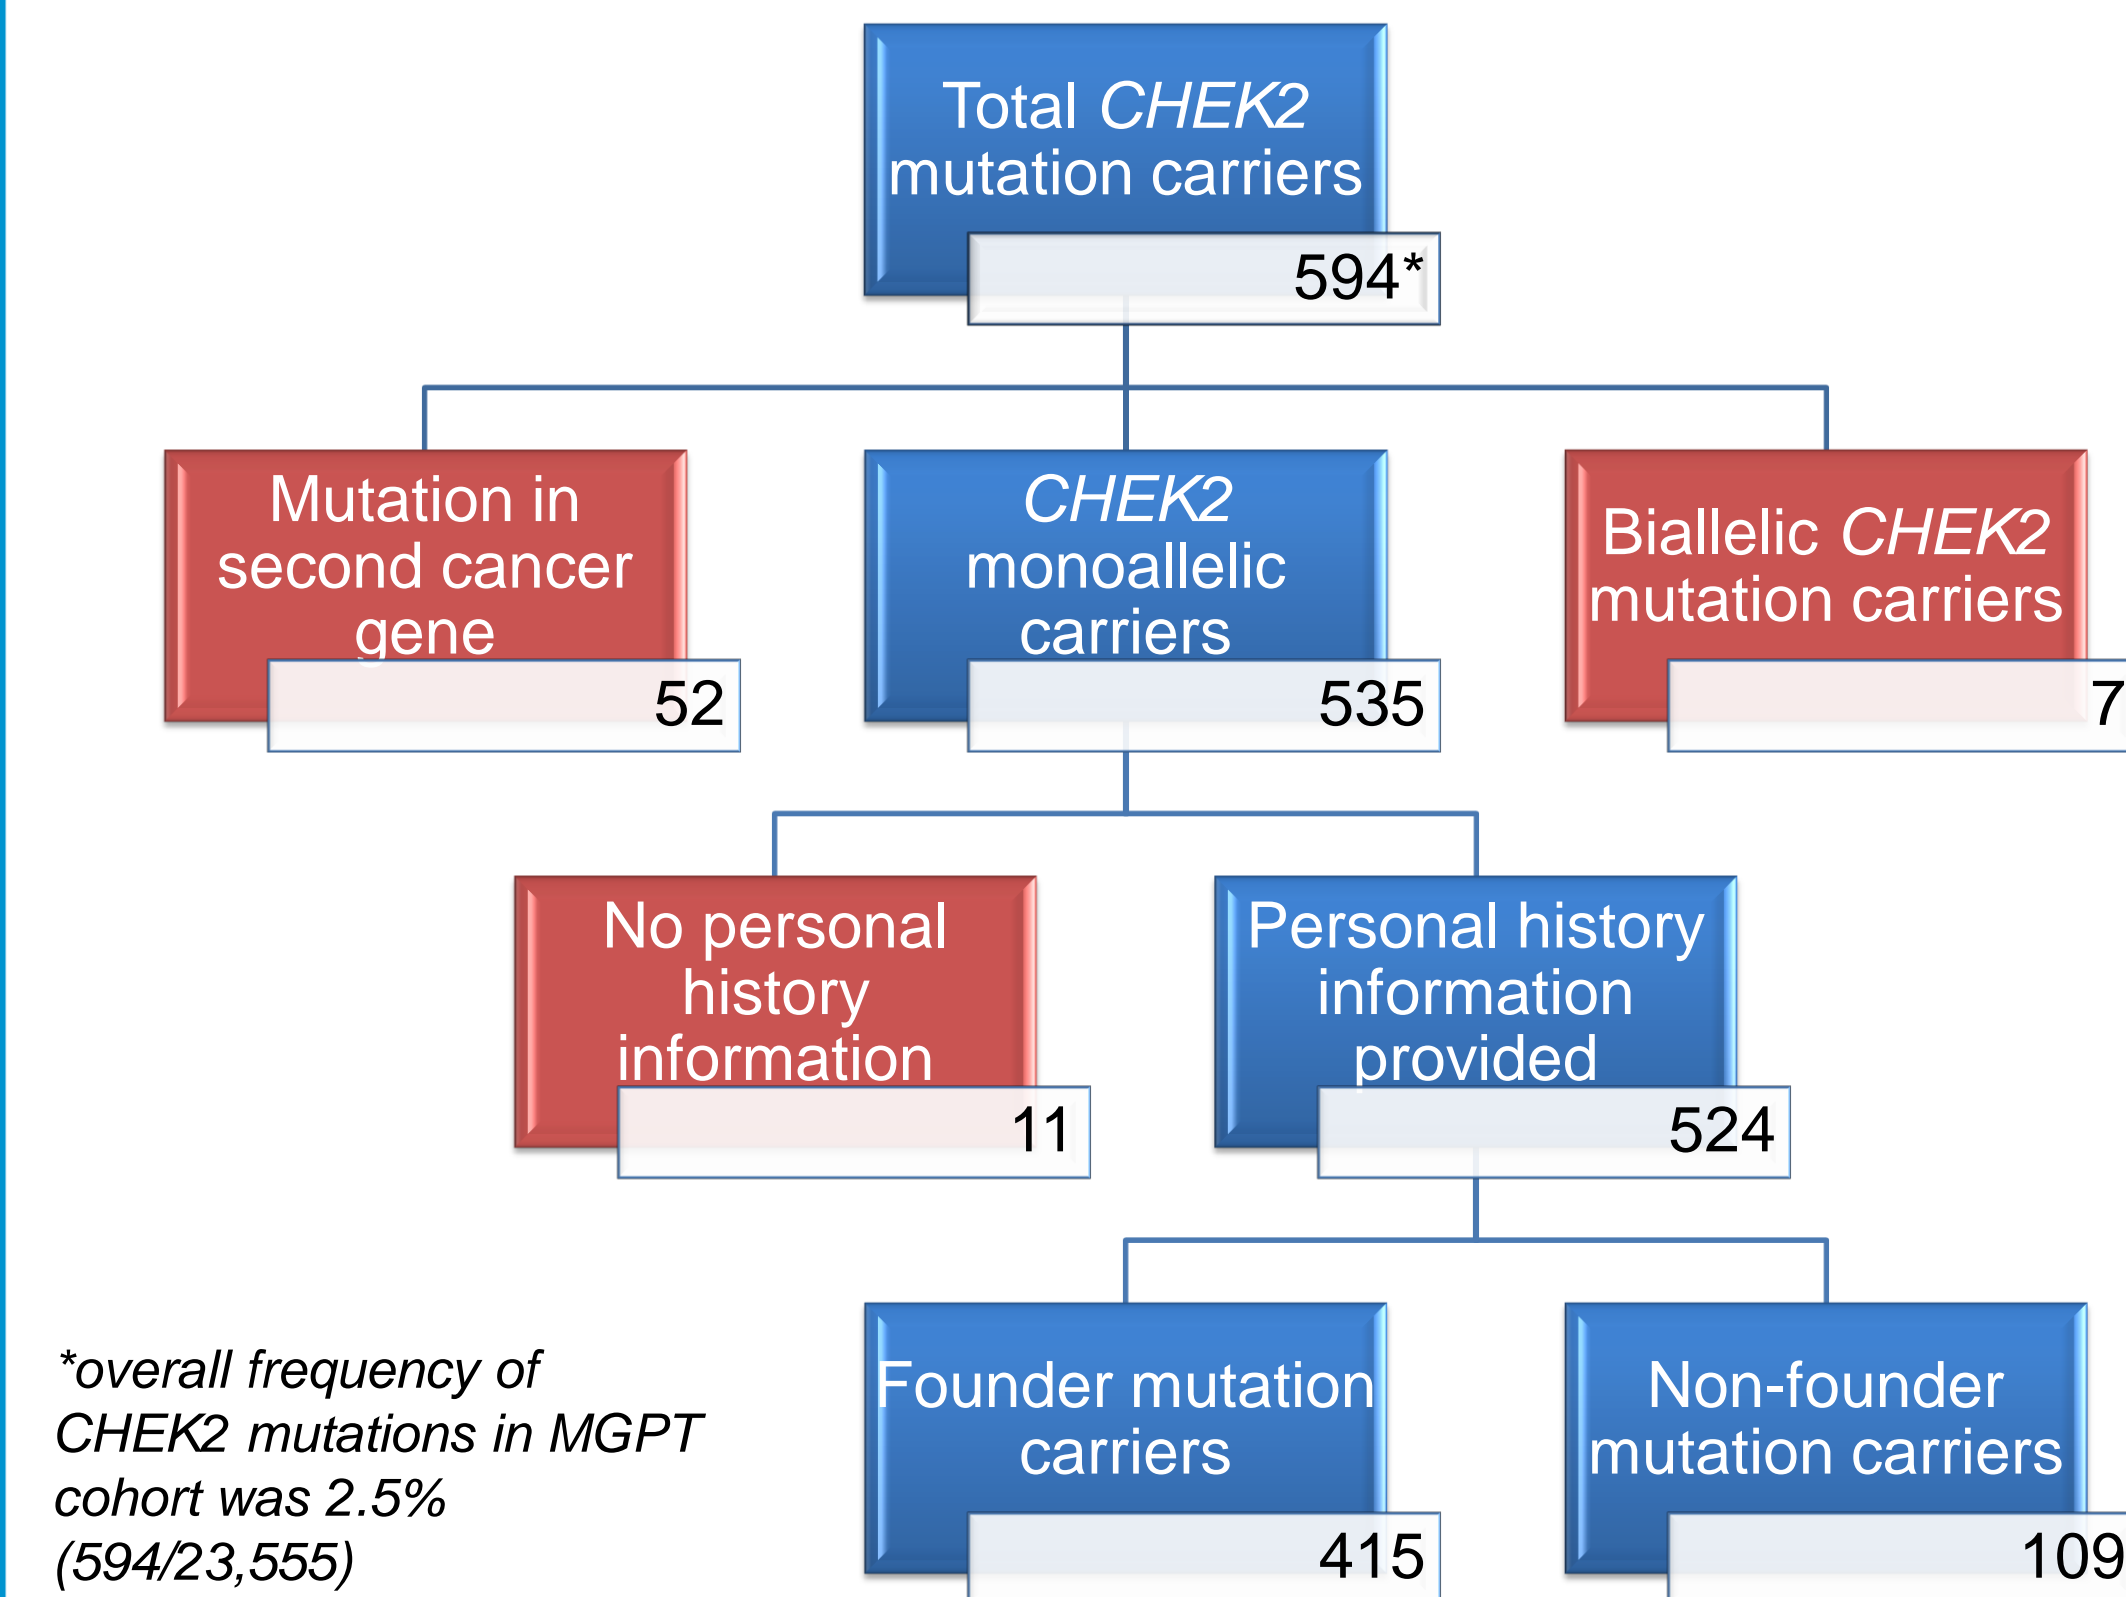 Total CHEK2
mutation carriers
594*
Mutation in
second cancer
gene
52
CHEK2
monoallelic
carriers
535
Biallelic CHEK2
mutation carriers
7
No personal
history
information
11
Personal history
information
provided
524
Founder mutation
carriers
415
Non-founder
mutation carriers
109
*overall frequency of
CHEK2 mutations in MGPT
cohort was 2.5%
(594/23,555)